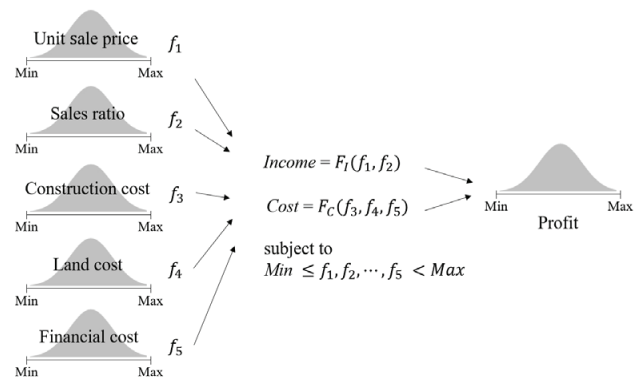 Unit sale price
f₁
Min Max
Sales ratio
f₂
Min Max
Construction cost
f₃
Min Max
Land cost
f₄
Min Max
Financial cost
f₅
Min Max
Income = F_I(f₁,f₂)
Cost = F_C(f₃,f₄,f₅)
subject to
Min ≤ f₁,f₂,⋯,f₅ < Max
Min Max
Profit